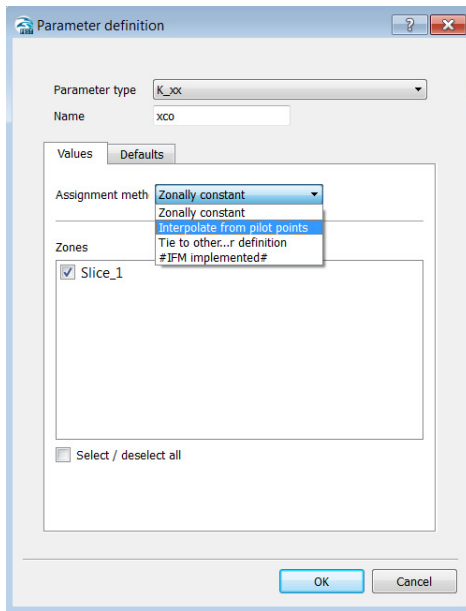 Parameter definition
Parameter type K_xx
Name xco
Values Defaults
Assignment meth Zonally constant
Zonally constant
Interpolate from pilot points
Tie to other...r definition
#IFM implemented#
Zones
Slice_1
Select / deselect all
OK Cancel